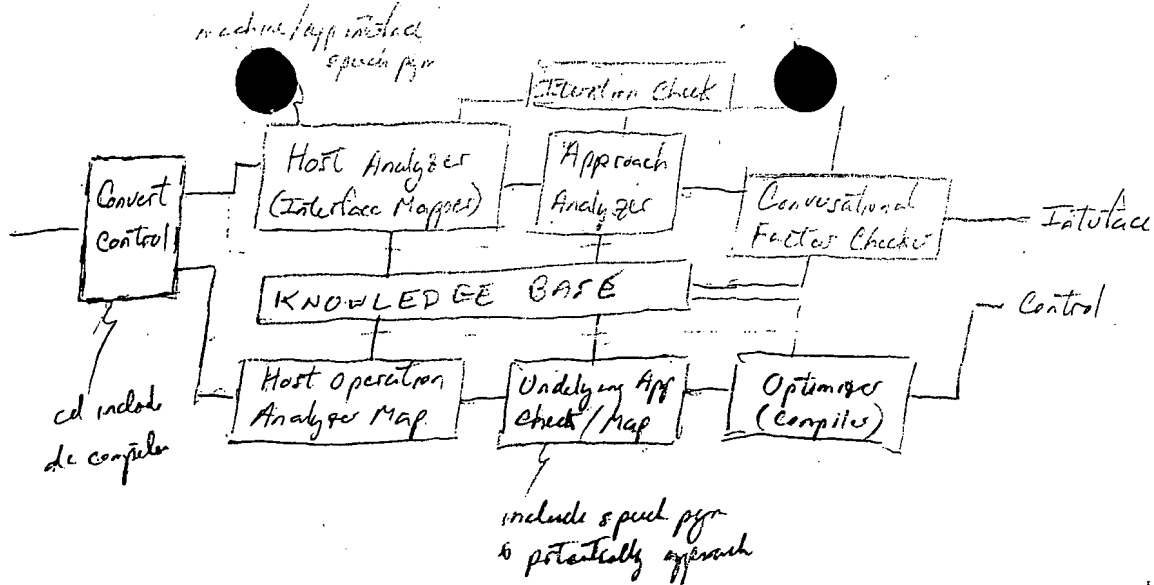 machine/app interface
speech pgm
Iteration Check
Host Analyzer
(Interface Mapper)
Approach
Analyzer
Convert
Control
Conversational
Factors Checker
Interface
KNOWLEDGE BASE
Control
Host Operation
Analyzer Map
Underlying App
Check/Map
Optimizer
(Compiler)
cd include
de compiler
include speech pgm
& potentially approach